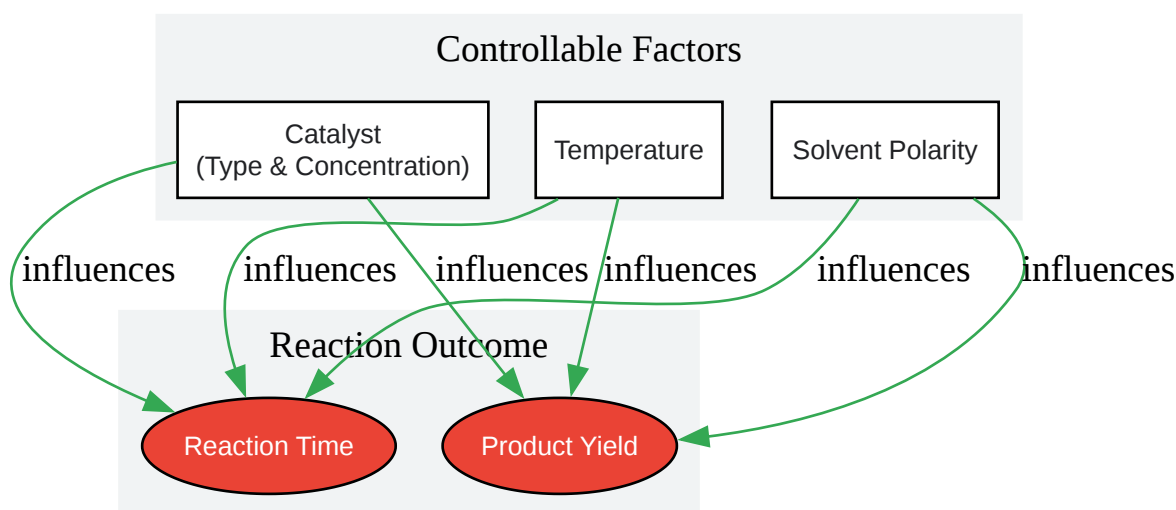 Controllable Factors
Catalyst
(Type & Concentration)
Temperature
Solvent Polarity
influences
influences
influences
influences
influences
influences
Reaction Outcome
Reaction Time
Product Yield